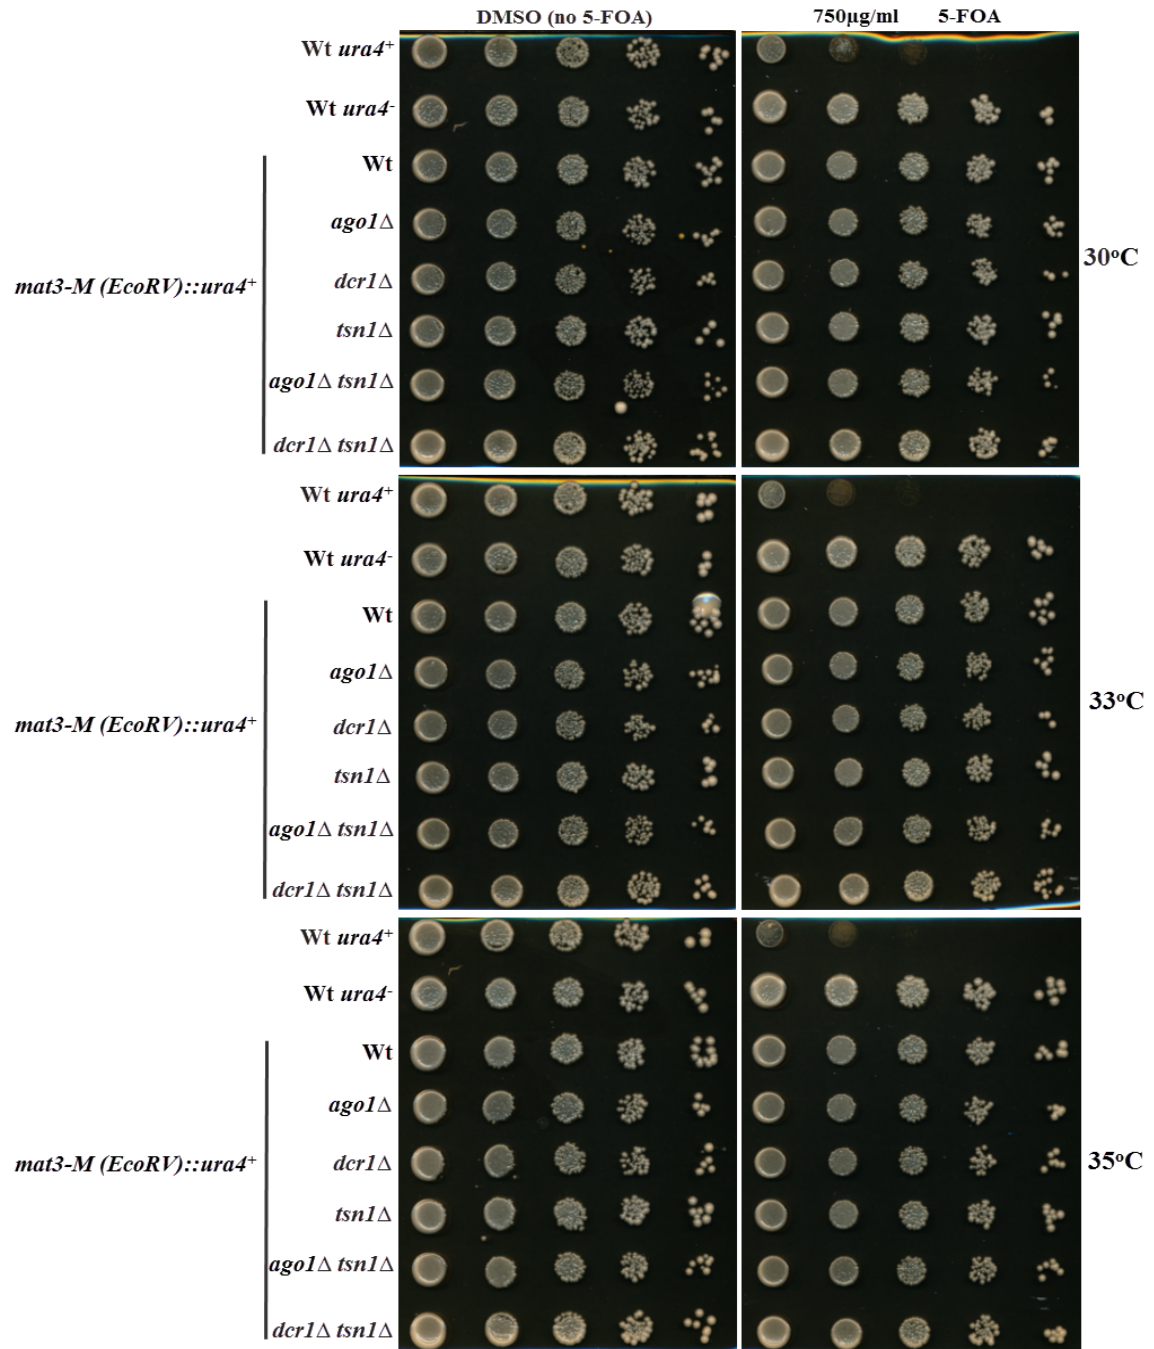 DMSO (no 5-FOA) 750µg/ml 5-FOA
Wt ura4+
Wt ura4-
Wt
ago1Δ
dcr1Δ
tsn1Δ
ago1Δ tsn1Δ
dcr1Δ tsn1Δ
mat3-M (EcoRV)::ura4+
30oC
Wt ura4+
Wt ura4-
Wt
ago1Δ
dcr1Δ
tsn1Δ
ago1Δ tsn1Δ
dcr1Δ tsn1Δ
mat3-M (EcoRV)::ura4+
33oC
Wt ura4+
Wt ura4-
Wt
ago1Δ
dcr1Δ
tsn1Δ
ago1Δ tsn1Δ
dcr1Δ tsn1Δ
mat3-M (EcoRV)::ura4+
35oC